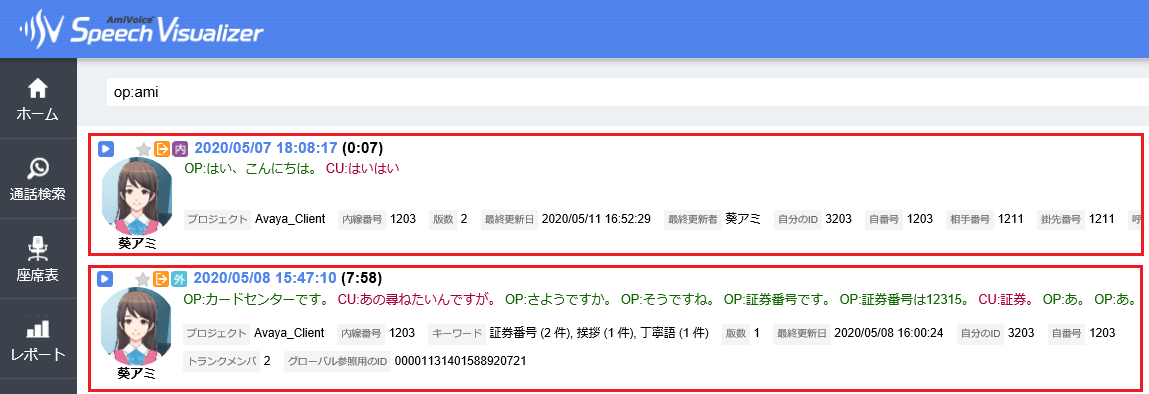 AmiVoice®
Speech Visualizer
ホーム
通話検索
座席表
レポート
op:ami
内 2020/05/07 18:08:17 (0:07)
OP:はい、こんにちは。 CU:はいはい
プロジェクト Avaya_Client 内線番号 1203 版数 2 最終更新日 2020/05/11 16:52:29 最終更新者 葵アミ 自分のID 3203 自番号 1203 相手番号 1211 掛先番号 1211 呼
葵アミ
外 2020/05/08 15:47:10 (7:58)
OP:カードセンターです。 CU:あの尋ねたいんですが。 OP:さようですか。 OP:そうですね。 OP:証券番号です。 OP:証券番号は12315。 CU:証券。 OP:あ。 OP:あ。
プロジェクト Avaya_Client 内線番号 1203 キーワード 証券番号 (2 件), 挨拶 (1 件), 丁寧語 (1 件) 版数 1 最終更新日 2020/05/08 16:00:24 自分のID 3203 自番号 1203
トランクメンバ 2 グローバル参照用のID 00001131401588920721
葵アミ